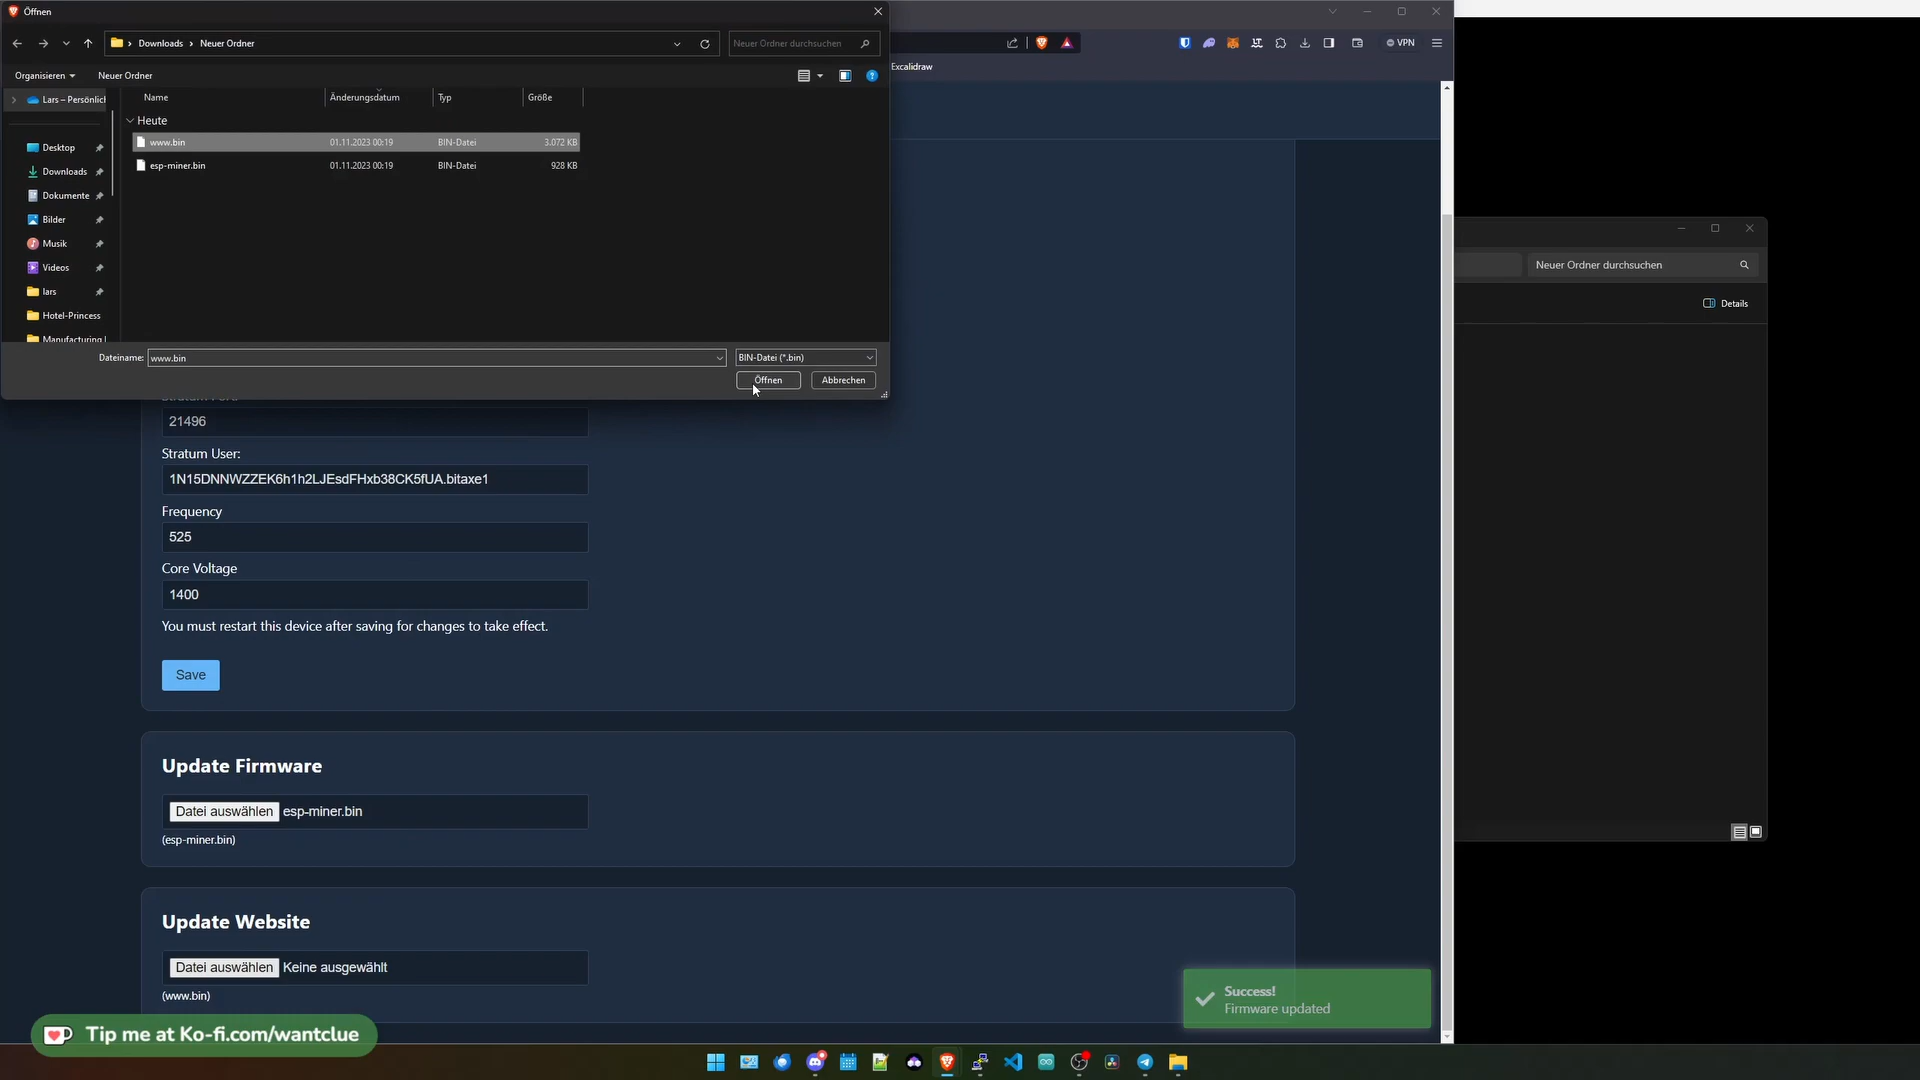 Öffnen
Downloads
Neuer Ordner
Neuer Ordner durchsuchen
VPN
Organisieren
Neuer Ordner
Excalidraw
Name
Änderungsdatum
Typ
Größe
Lars – Persönlich
Heute
www.bin
01.11.2023 00:19
BIN-Datei
3.072 KB
esp-miner.bin
01.11.2023 00:19
BIN-Datei
928 KB
Desktop
Downloads
Dokumente
Bilder
Musik
Videos
lars
Hotel-Princess
Manufacturing
Dateiname:
www.bin
BIN-Datei (*.bin)
Öffnen
Abbrechen
Neuer Ordner durchsuchen
Details
21496
Stratum User:
1N15DNNWZZEK6h1h2LJEsdFHxb38CK5fUA.bitaxe1
Frequency
525
Core Voltage
1400
You must restart this device after saving for changes to take effect.
Save
Update Firmware
Datei auswählen esp-miner.bin
(esp-miner.bin)
Update Website
Datei auswählen Keine ausgewählt
(www.bin)
Success!
Firmware updated
Tip me at Ko-fi.com/wantclue